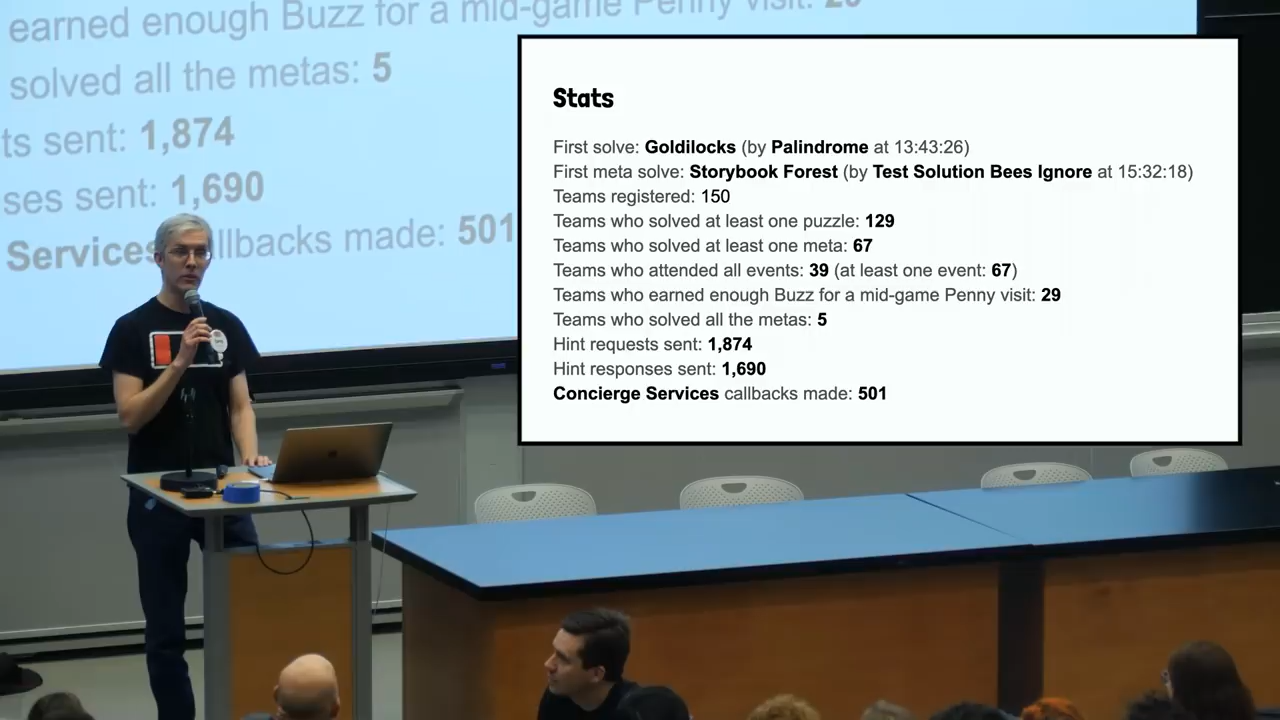 earned enough Buzz for a mid-game Penny visit: 29
solved all the metas: 5
ts sent: 1,874
ses sent: 1,690
Services llbacks made: 501
Stats
First solve: Goldilocks (by Palindrome at 13:43:26)
First meta solve: Storybook Forest (by Test Solution Bees Ignore at 15:32:18)
Teams registered: 150
Teams who solved at least one puzzle: 129
Teams who solved at least one meta: 67
Teams who attended all events: 39 (at least one event: 67)
Teams who earned enough Buzz for a mid-game Penny visit: 29
Teams who solved all the metas: 5
Hint requests sent: 1,874
Hint responses sent: 1,690
Concierge Services callbacks made: 501